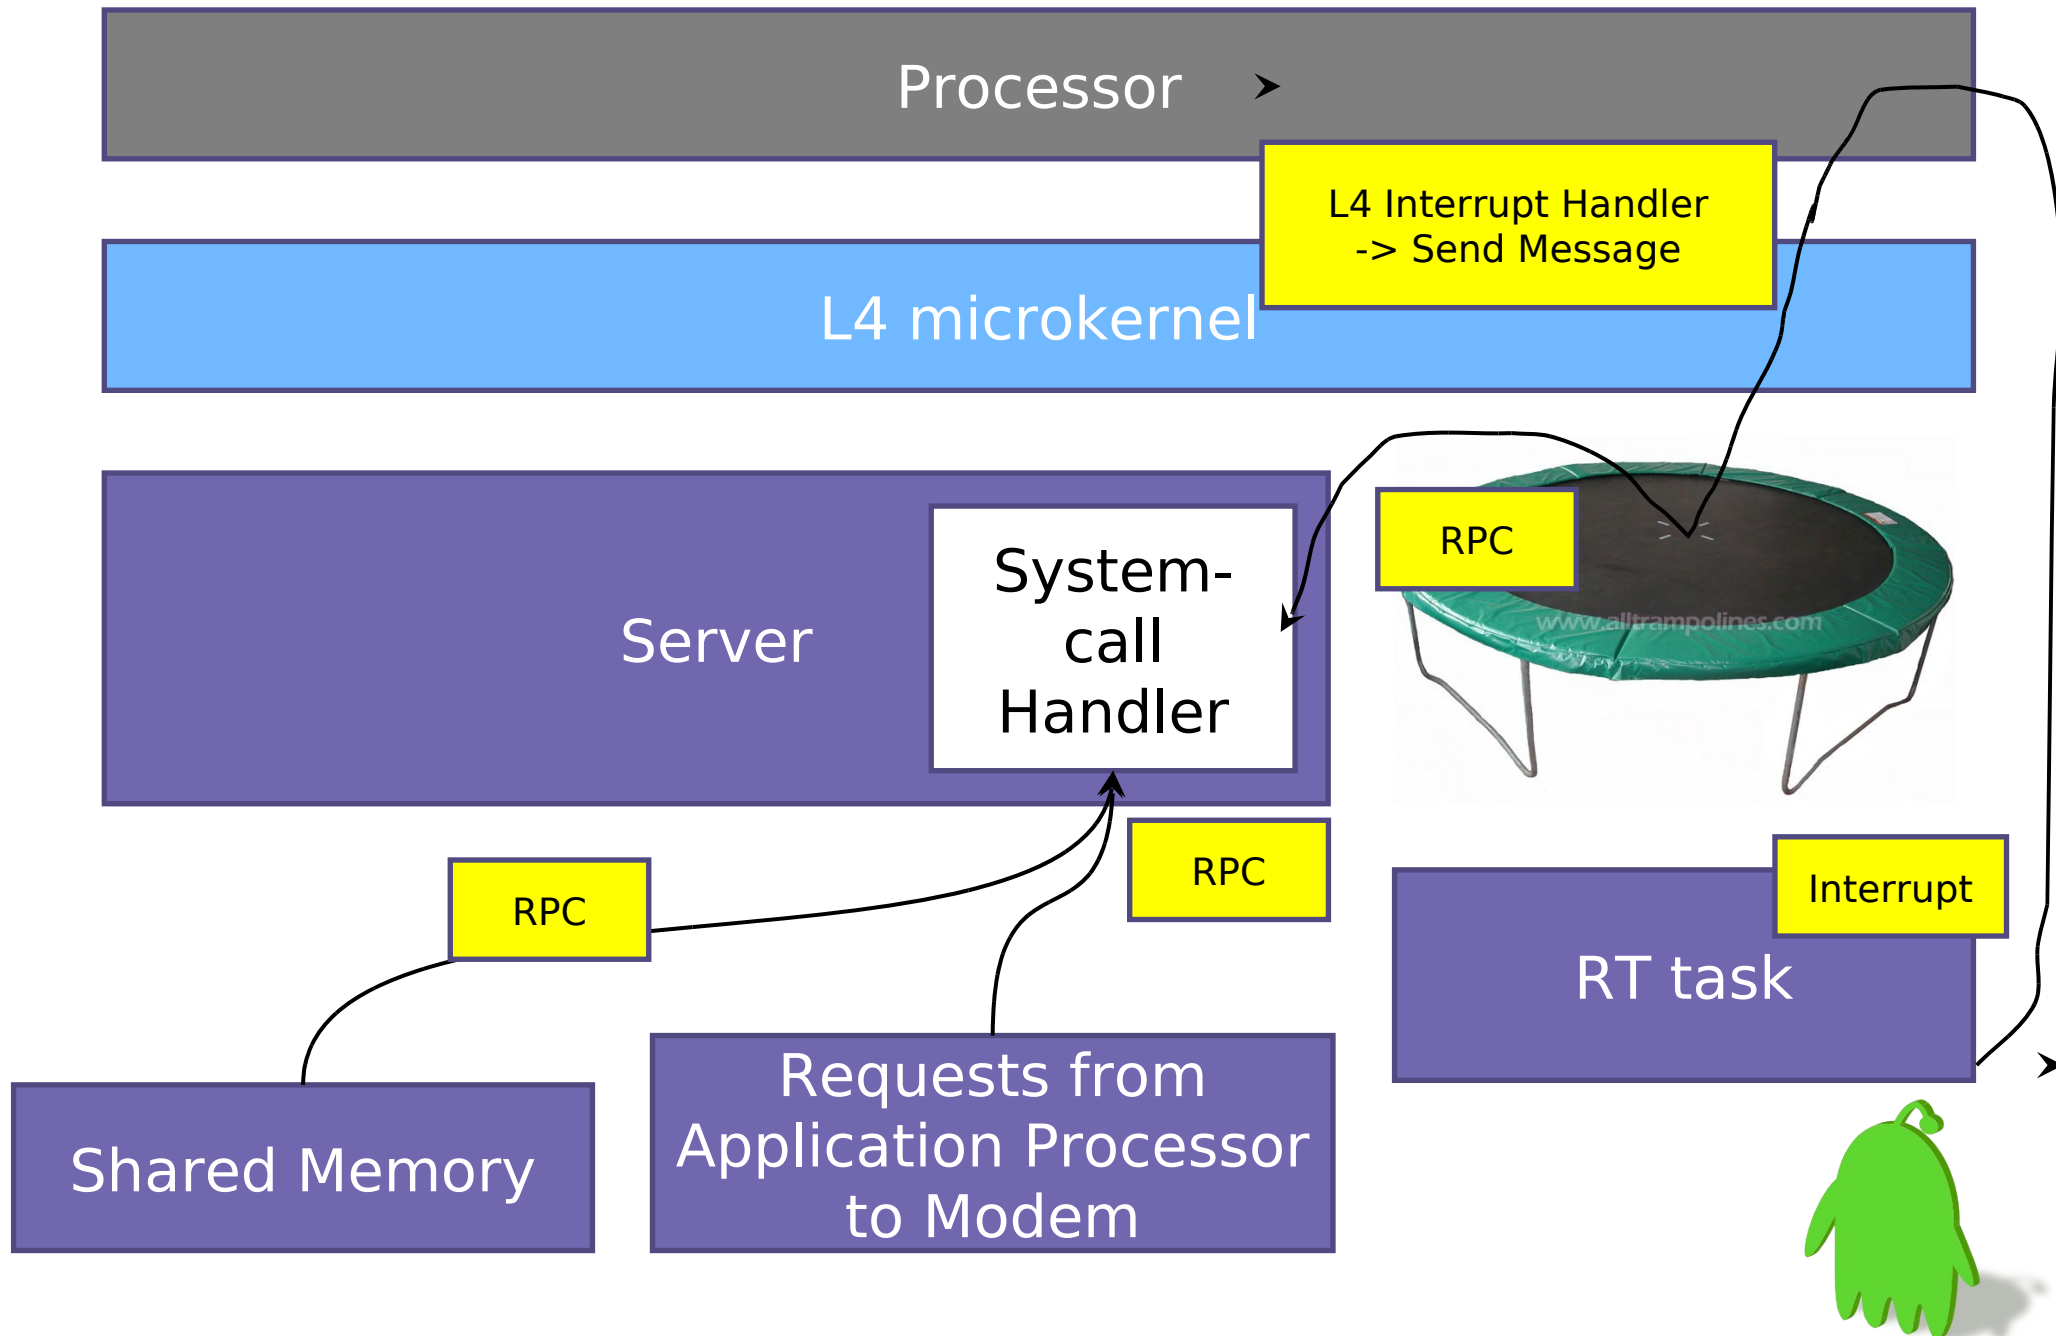 Processor
L4 Interrupt Handler
-> Send Message
L4 microkernel
System-
call
Handler
Server
RPC
www.alltrampolines.com
RPC
RPC
Interrupt
RT task
Requests from
Application Processor
to Modem
Shared Memory